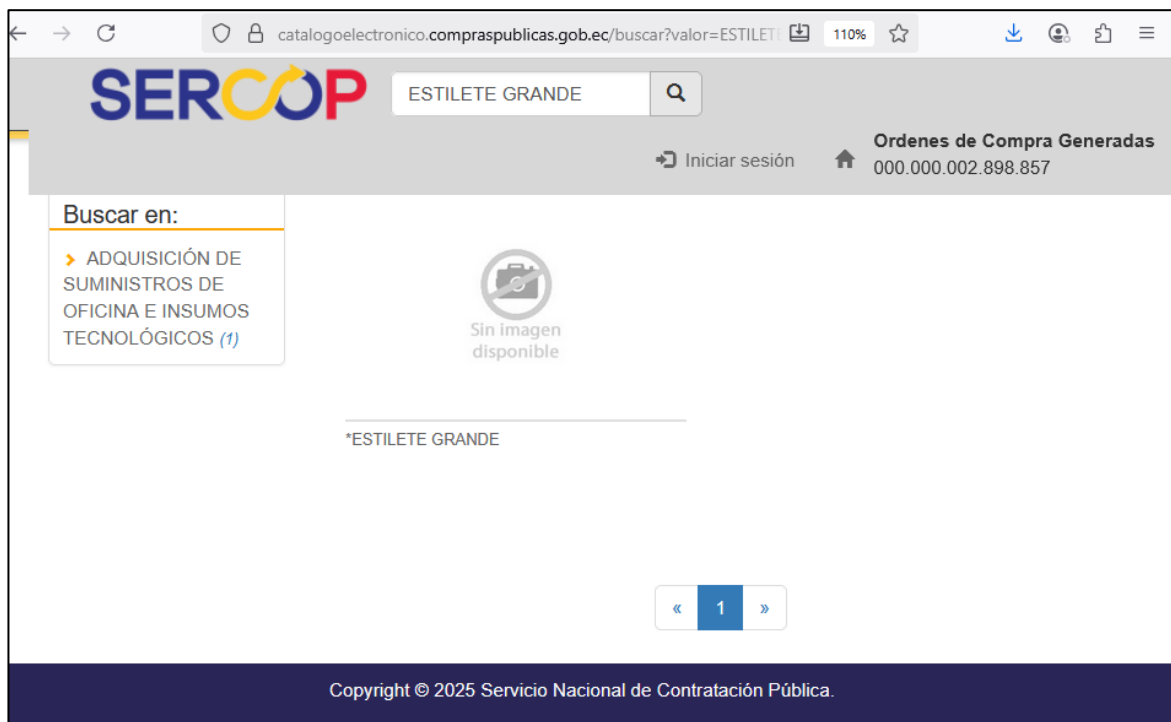 catalogoelectronico.compraspublicas.gob.ec/buscar?valor=ESTILET
110%
SERCOP
ESTILETE GRANDE
Iniciar sesión
Ordenes de Compra Generadas
000.000.002.898.857
Buscar en:
ADQUISICIÓN DE
SUMINISTROS DE
OFICINA E INSUMOS
TECNOLÓGICOS (1)
Sin imagen
disponible
*ESTILETE GRANDE
« 1 »
Copyright © 2025 Servicio Nacional de Contratación Pública.